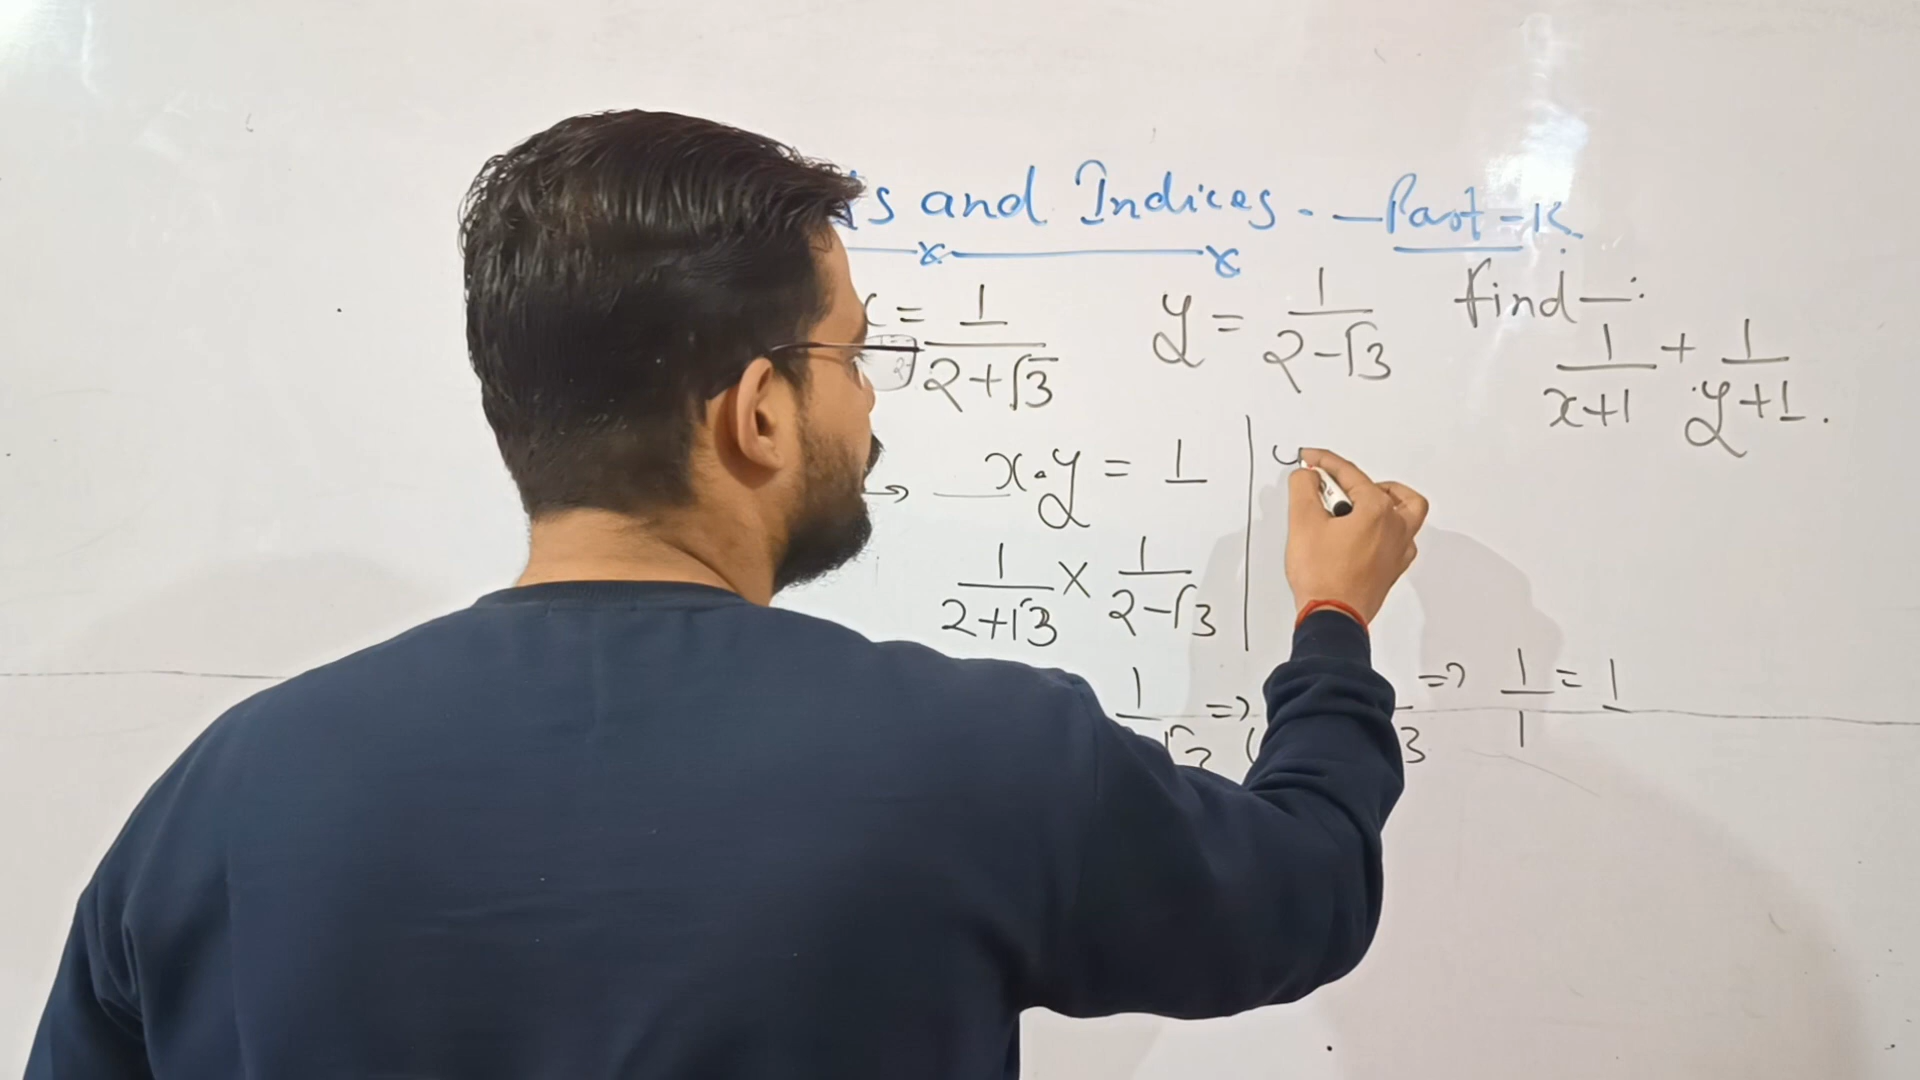 and Indices. — Part - 
x = 1/(2+√3) y = 1/(2-√3) find —:
1/(x+1) + 1/(y+1).
→ x·y = 1 | y
1/(2+√3) × 1/(2-√3)
1 ⇒ 3 ⇒ 1/1 = 1